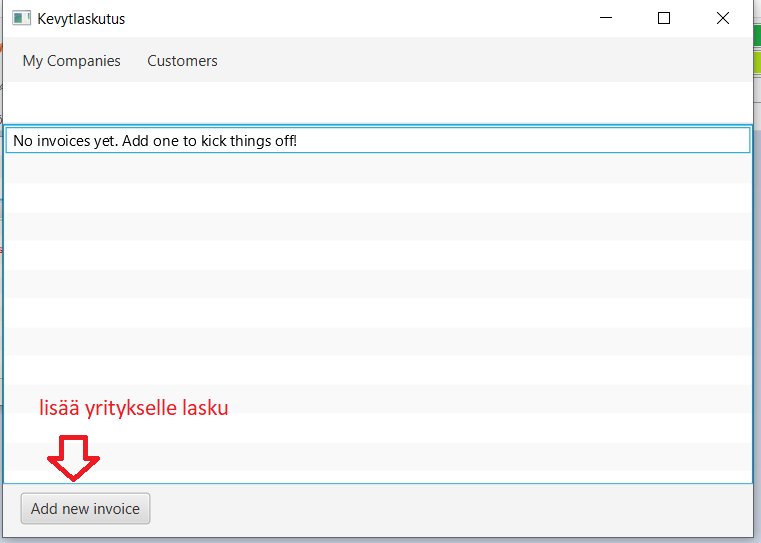 Kevytlaskutus
My Companies Customers
No invoices yet. Add one to kick things off!
lisää yritykselle lasku
Add new invoice